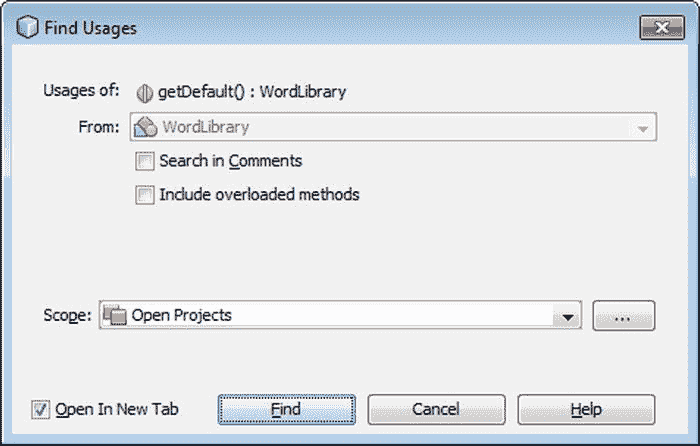 Find Usages
Usages of: getDefault() : WordLibrary
From: WordLibrary
Search in Comments
Include overloaded methods
Scope: Open Projects ...
Open In New Tab Find Cancel Help